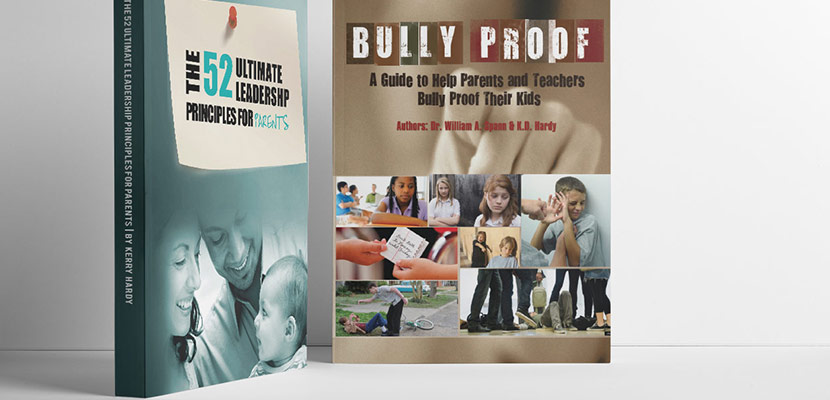 THE 52 ULTIMATE LEADERSHIP PRINCIPLES FOR PARENTS | BY KERRY HARDY
THE 52 ULTIMATE
LEADERSHP
PRINCIPLES FOR PARENTS
BULLY PROOF
A Guide to Help Parents and Teachers
Bully Proof Their Kids
Authors: Dr. William A. Spann & K.D. Hardy